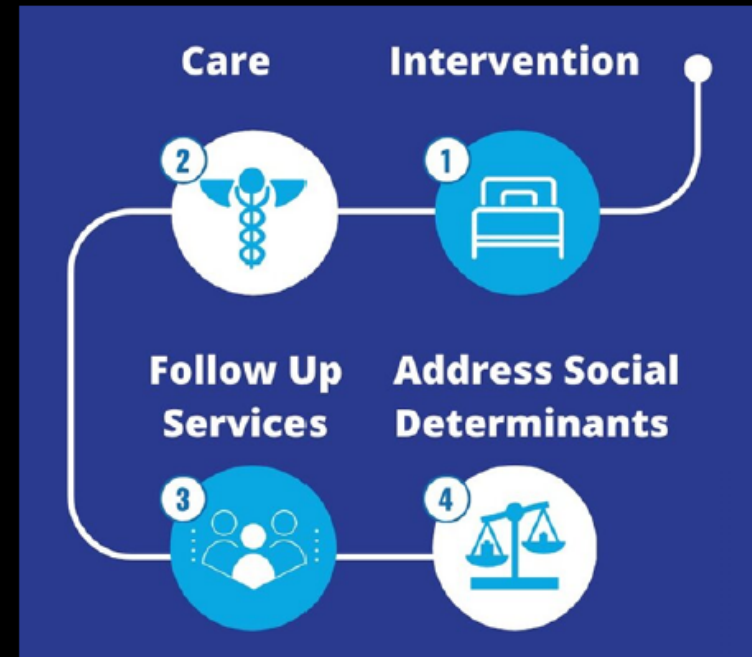 Care
Intervention
2
1
Follow Up
Services
Address Social
Determinants
3
4